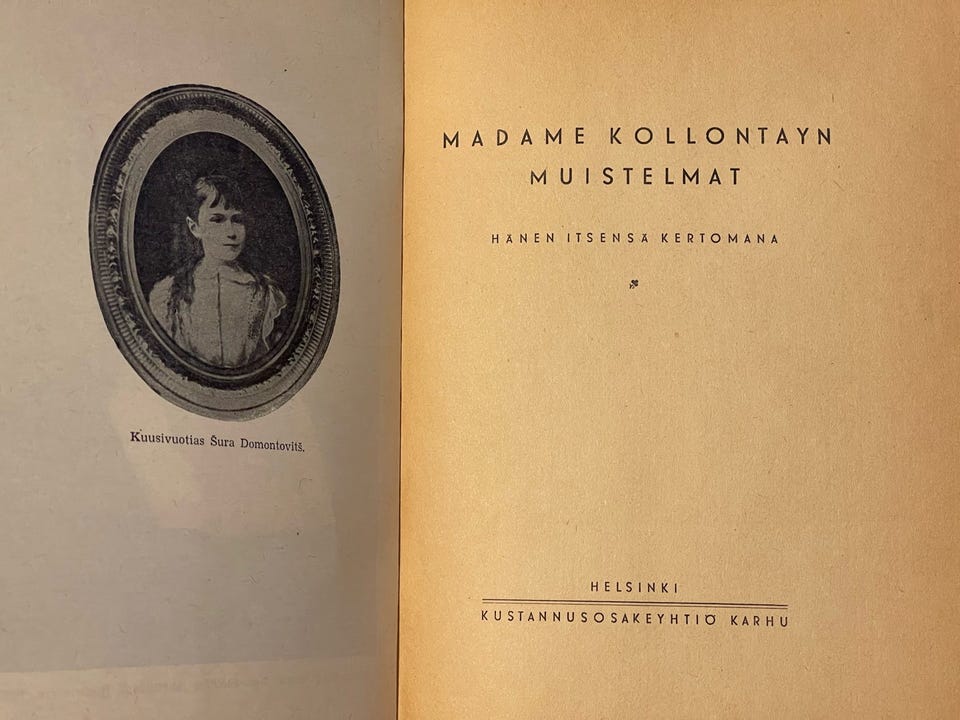 Kuusivuotias Šura Domontovitš.
MADAME KOLLONTAYN
MUISTELMAT
HÄNEN ITSENSÄ KERTOMANA
HELSINKI
KUSTANNUSOSAKEYHTIÖ KARHU